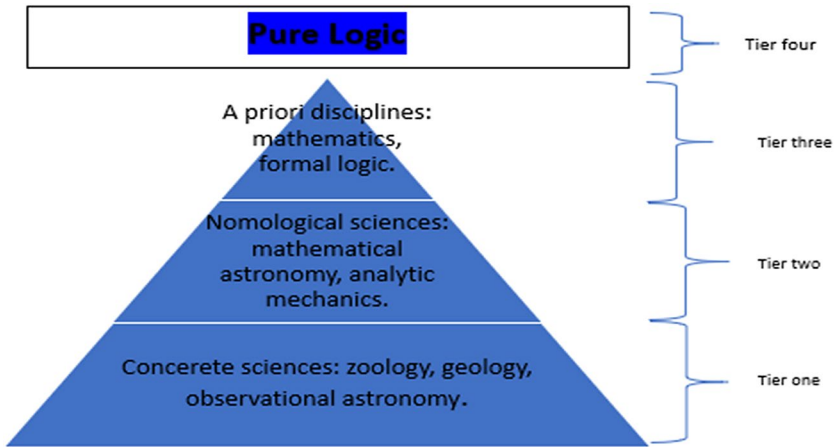 Pure Logic
Tier four
A priori disciplines:
mathematics,
formal logic.
Tier three
Nomological sciences:
mathematical
astronomy, analytic
mechanics.
Tier two
Concerete sciences: zoology, geology,
observational astronomy.
Tier one